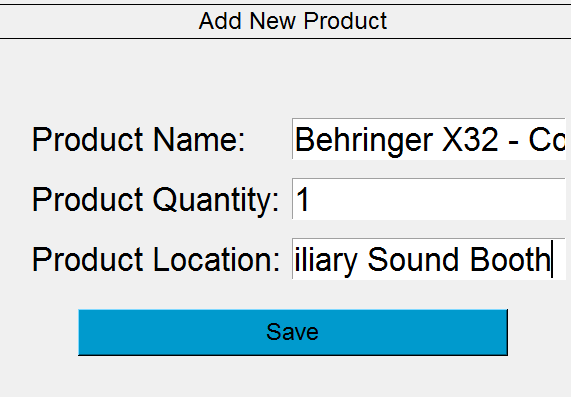 Add New Product
Product Name: Behringer X32 - Co
Product Quantity: 1
Product Location: iliary Sound Booth
Save